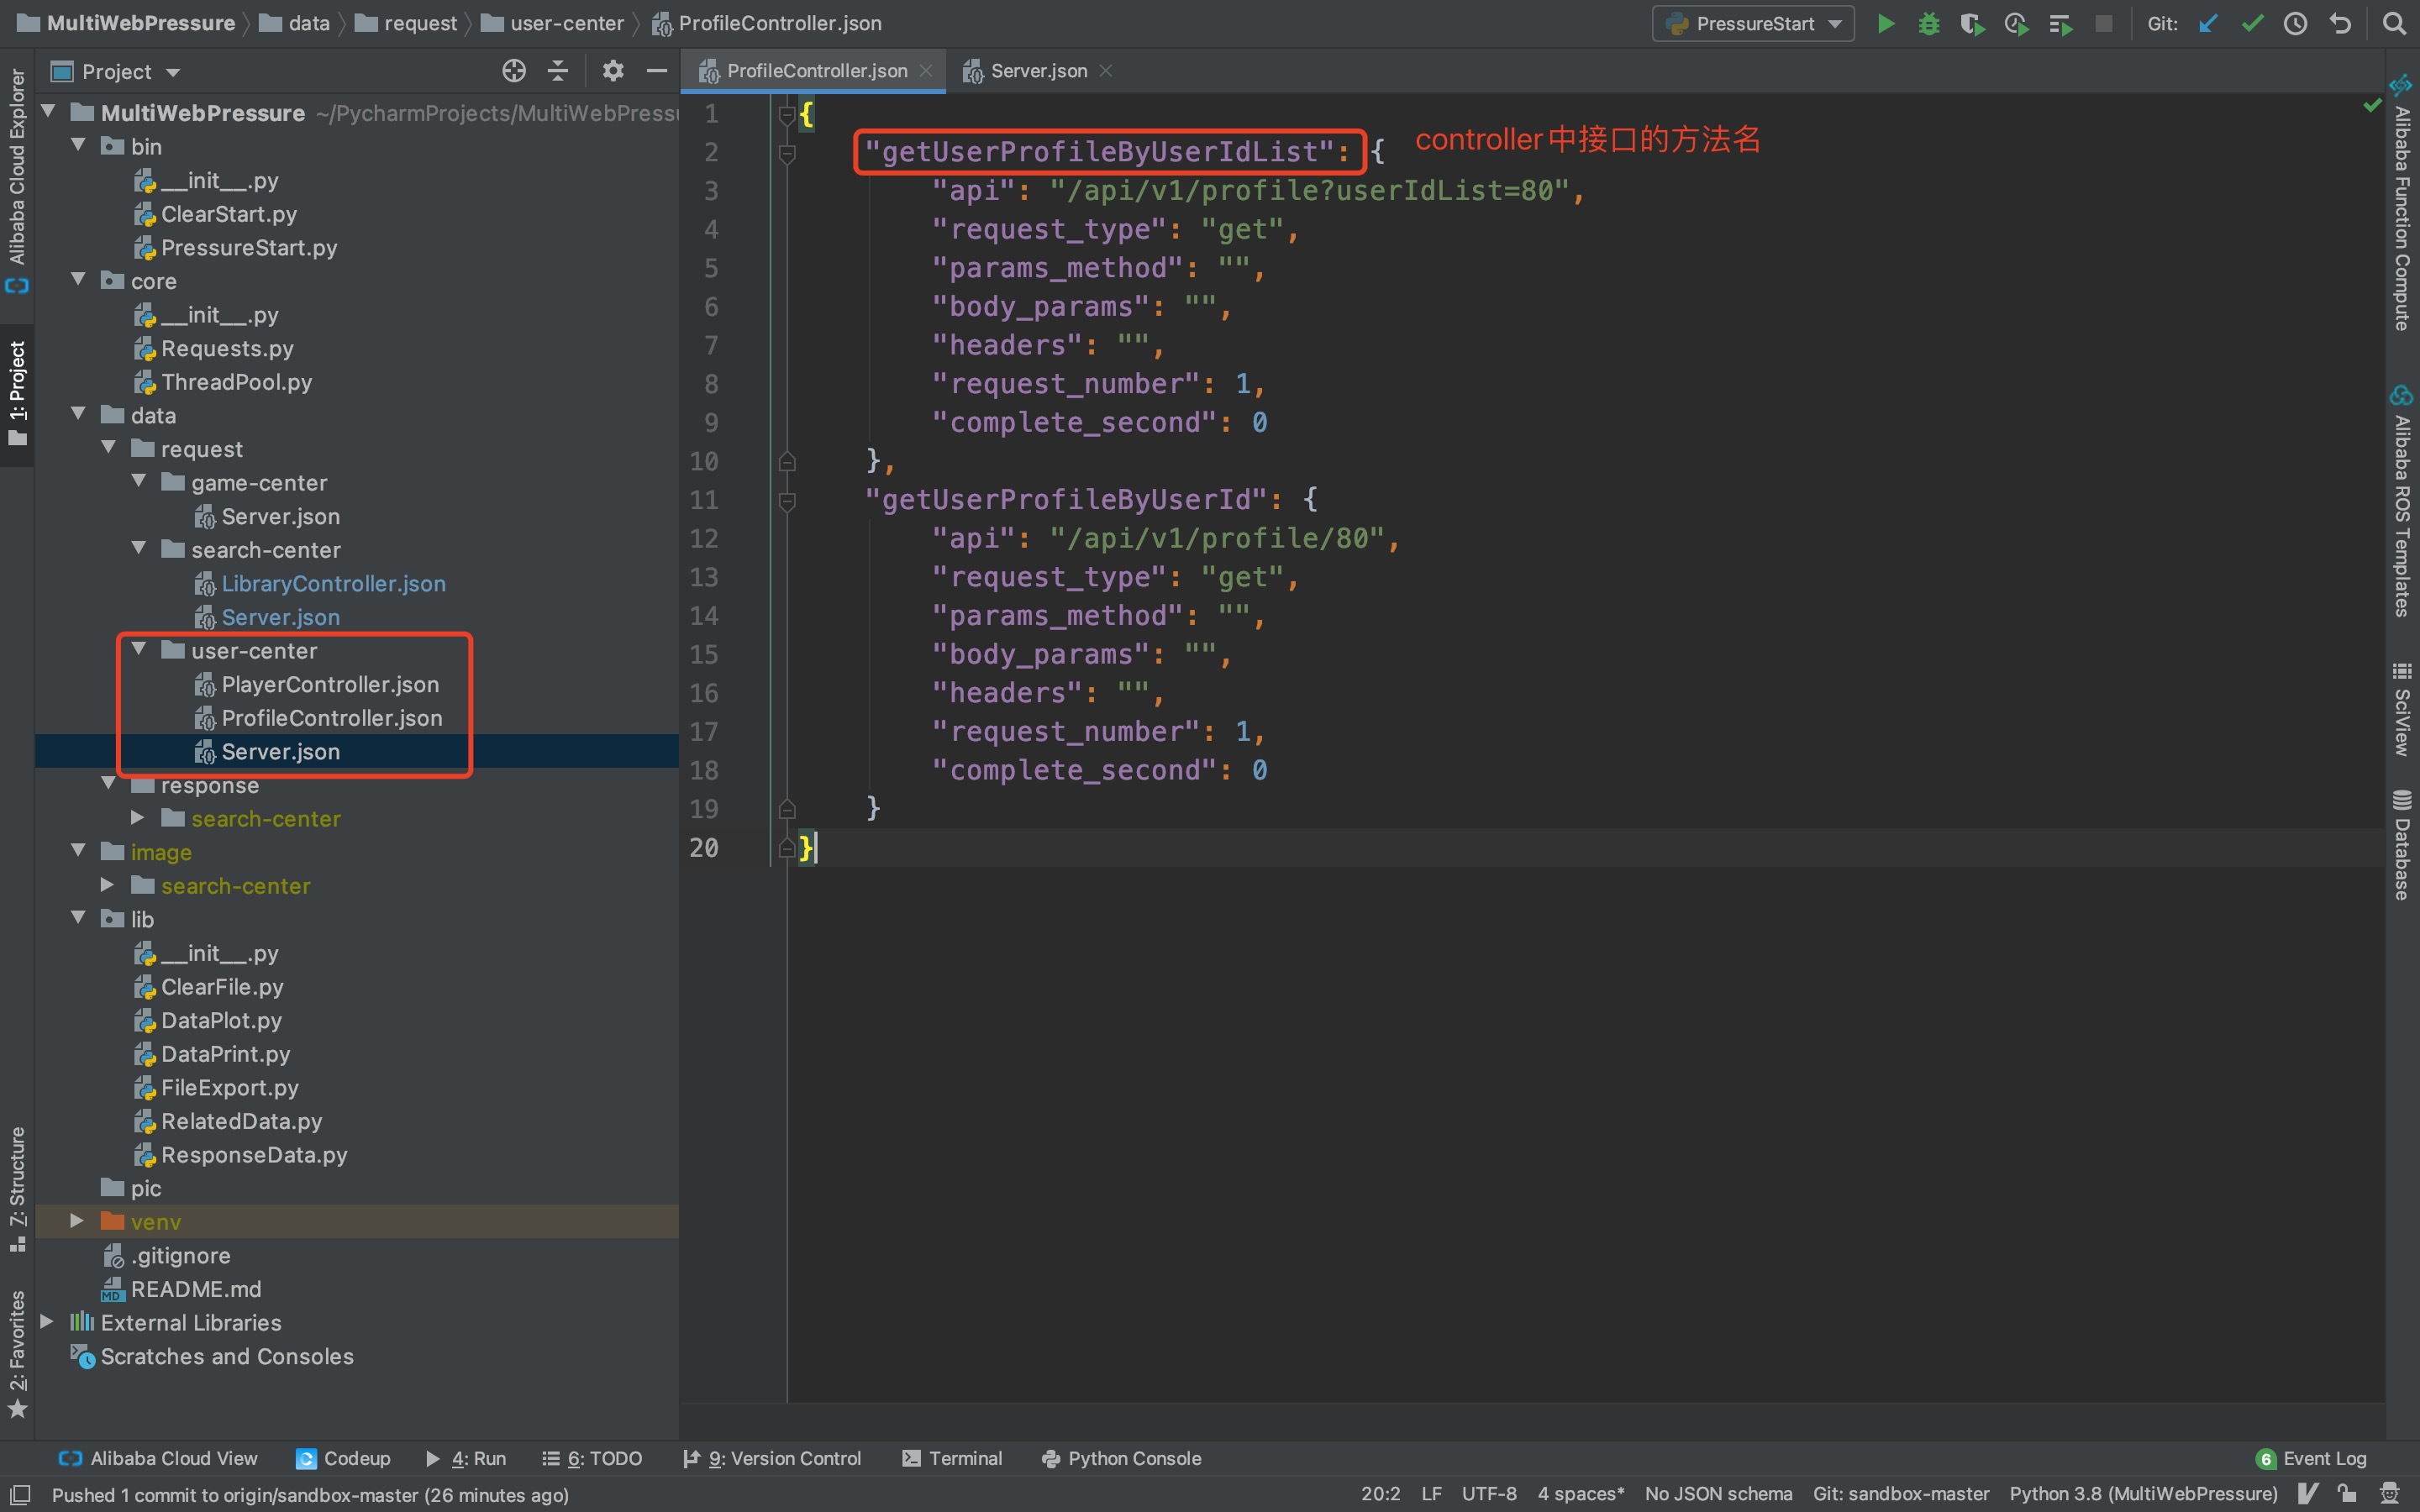 MultiWebPressure data request user-center ProfileController.json PressureStart Git:
Project
ProfileController.json Server.json
MultiWebPressure ~/PycharmProjects/MultiWebPressu
bin
__init__.py
ClearStart.py
PressureStart.py
core
__init__.py
Requests.py
ThreadPool.py
data
request
game-center
Server.json
search-center
LibraryController.json
Server.json
user-center
PlayerController.json
ProfileController.json
Server.json
response
search-center
image
search-center
lib
__init__.py
ClearFile.py
DataPlot.py
DataPrint.py
FileExport.py
RelatedData.py
ResponseData.py
pic
venv
.gitignore
README.md
External Libraries
Scratches and Consoles
1 {
2 "getUserProfileByUserIdList": { controller中接口的方法名
3 "api": "/api/v1/profile?userIdList=80",
4 "request_type": "get",
5 "params_method": "",
6 "body_params": "",
7 "headers": "",
8 "request_number": 1,
9 "complete_second": 0
10 },
11 "getUserProfileByUserId": {
12 "api": "/api/v1/profile/80",
13 "request_type": "get",
14 "params_method": "",
15 "body_params": "",
16 "headers": "",
17 "request_number": 1,
18 "complete_second": 0
19 }
20 }
Alibaba Cloud Explorer
1: Project
7: Structure
2: Favorites
Alibaba Function Compute
Alibaba ROS Templates
SciView
Database
Alibaba Cloud View Codeup 4: Run 6: TODO 9: Version Control Terminal Python Console 6 Event Log
Pushed 1 commit to origin/sandbox-master (26 minutes ago) 20:2 LF UTF-8 4 spaces* No JSON schema Git: sandbox-master Python 3.8 (MultiWebPressure)